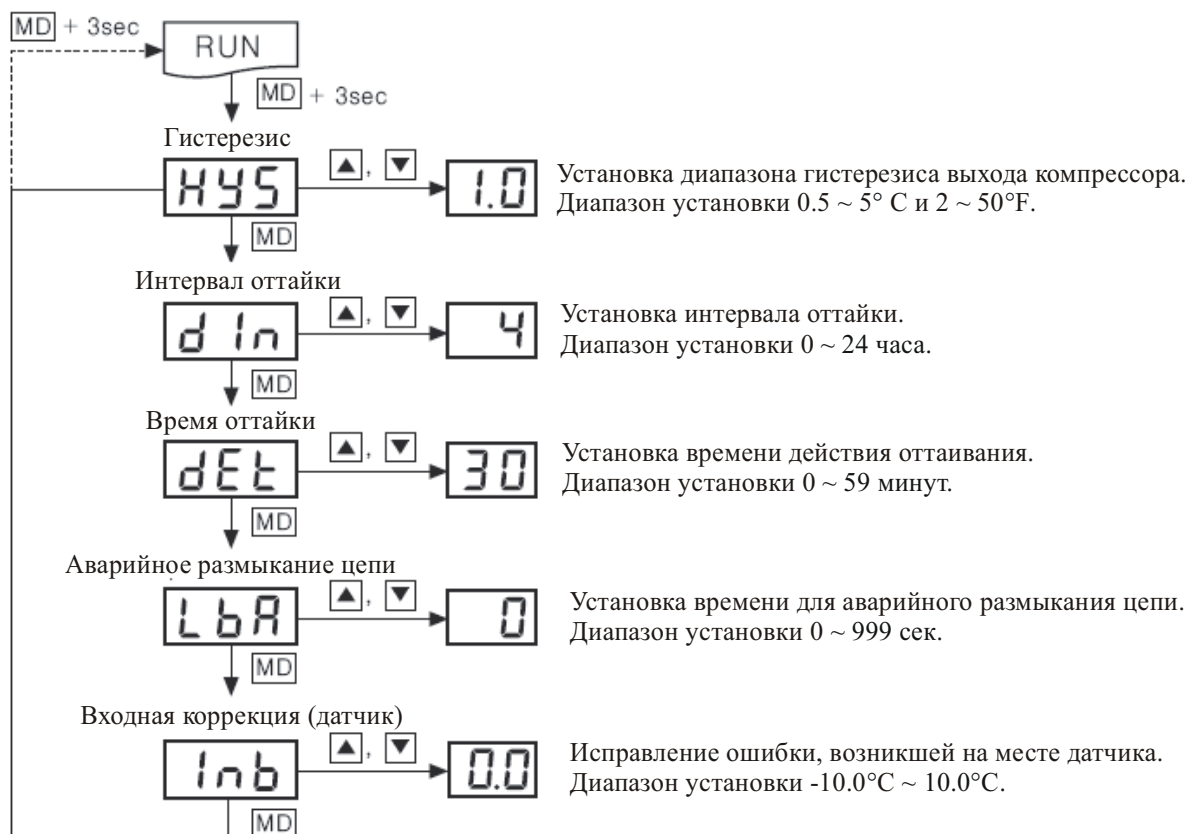 MD + 3sec
RUN
MD + 3sec
Гистерезис
HYS ▲, ▼ 1.0
Установка диапазона гистерезиса выхода компрессора.
Диапазон установки 0.5 ~ 5° C и 2 ~ 50°F.
MD
Интервал оттайки
dIn ▲, ▼ 4
Установка интервала оттайки.
Диапазон установки 0 ~ 24 часа.
MD
Время оттайки
dEt ▲, ▼ 30
Установка времени действия оттаивания.
Диапазон установки 0 ~ 59 минут.
MD
Аварийное размыкание цепи
LbA ▲, ▼ 0
Установка времени для аварийного размыкания цепи.
Диапазон установки 0 ~ 999 сек.
MD
Входная коррекция (датчик)
Inb ▲, ▼ 0.0
Исправление ошибки, возникшей на месте датчика.
Диапазон установки -10.0°C ~ 10.0°C.
MD